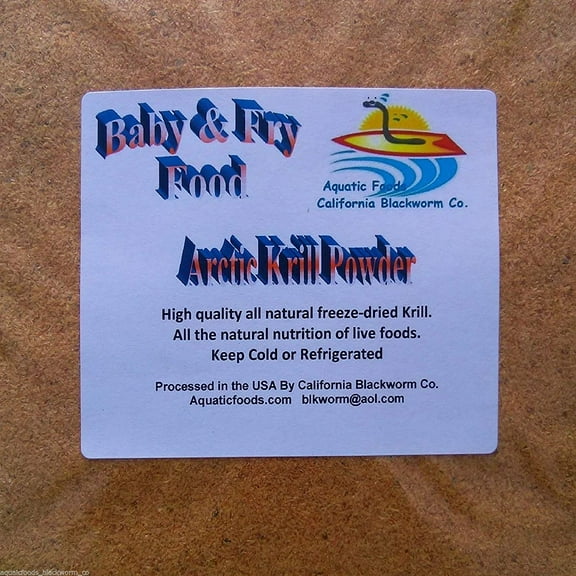 Baby & Fry
Food
Aquatic Foods
California Blackworm Co.
Arctic Krill Powder
High quality all natural freeze-dried Krill.
All the natural nutrition of live foods.
Keep Cold or Refrigerated
Processed in the USA By California Blackworm Co.
Aquaticfoods.com blkworm@aol.com
aquaticfoods_blackworm_co